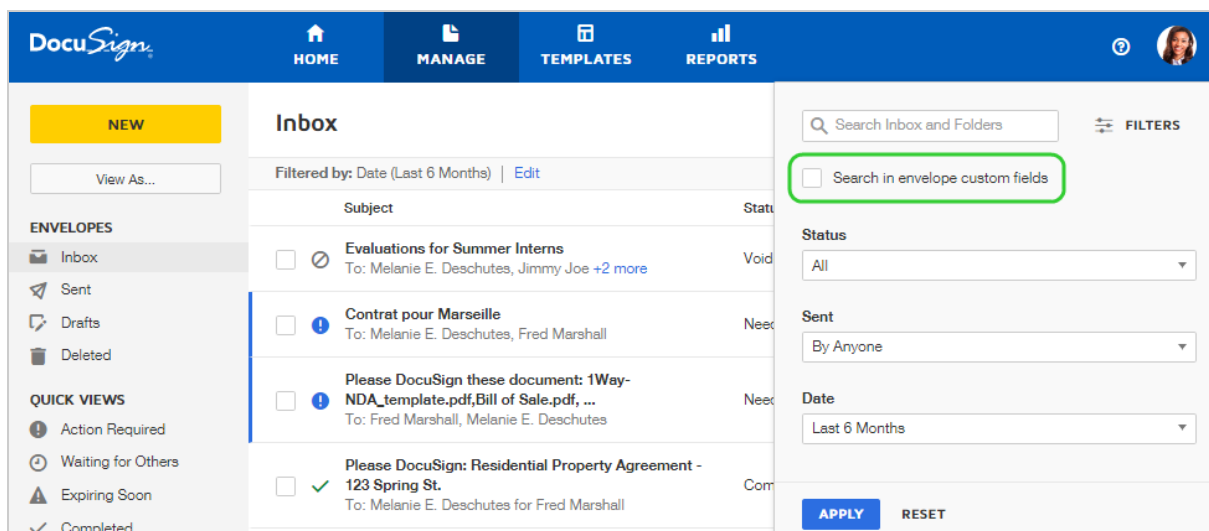 DocuSign
HOME
MANAGE
TEMPLATES
REPORTS
NEW
View As...
ENVELOPES
Inbox
Sent
Drafts
Deleted
QUICK VIEWS
Action Required
Waiting for Others
Expiring Soon
Completed
Inbox
Filtered by: Date (Last 6 Months) | Edit
Subject
Statu
Evaluations for Summer Interns
To: Melanie E. Deschutes, Jimmy Joe +2 more
Void
Contrat pour Marseille
To: Melanie E. Deschutes, Fred Marshall
Need
Please DocuSign these document: 1Way-
NDA_template.pdf,Bill of Sale.pdf, ...
To: Fred Marshall, Melanie E. Deschutes
Need
Please DocuSign: Residential Property Agreement -
123 Spring St.
To: Melanie E. Deschutes for Fred Marshall
Com
Search Inbox and Folders
FILTERS
Search in envelope custom fields
Status
All
Sent
By Anyone
Date
Last 6 Months
APPLY
RESET